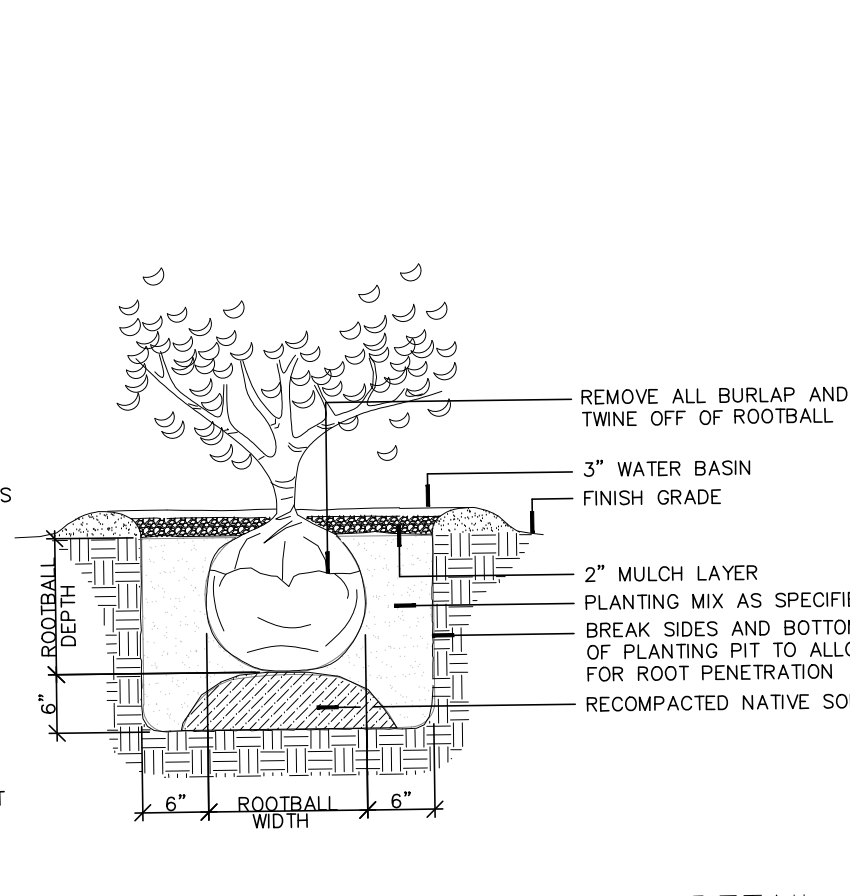 REMOVE ALL BURLAP AND
TWINE OFF OF ROOTBALL
3" WATER BASIN
S
FINISH GRADE
2" MULCH LAYER
PLANTING MIX AS
BREAK SIDES AND
OF PLANTING PIT TO
FOR ROOT PENETRATION
RECOMPACTED NATIVE
ROOTBALL
DEPTH
6"
T
6"
ROOTBALL
WIDTH
6"